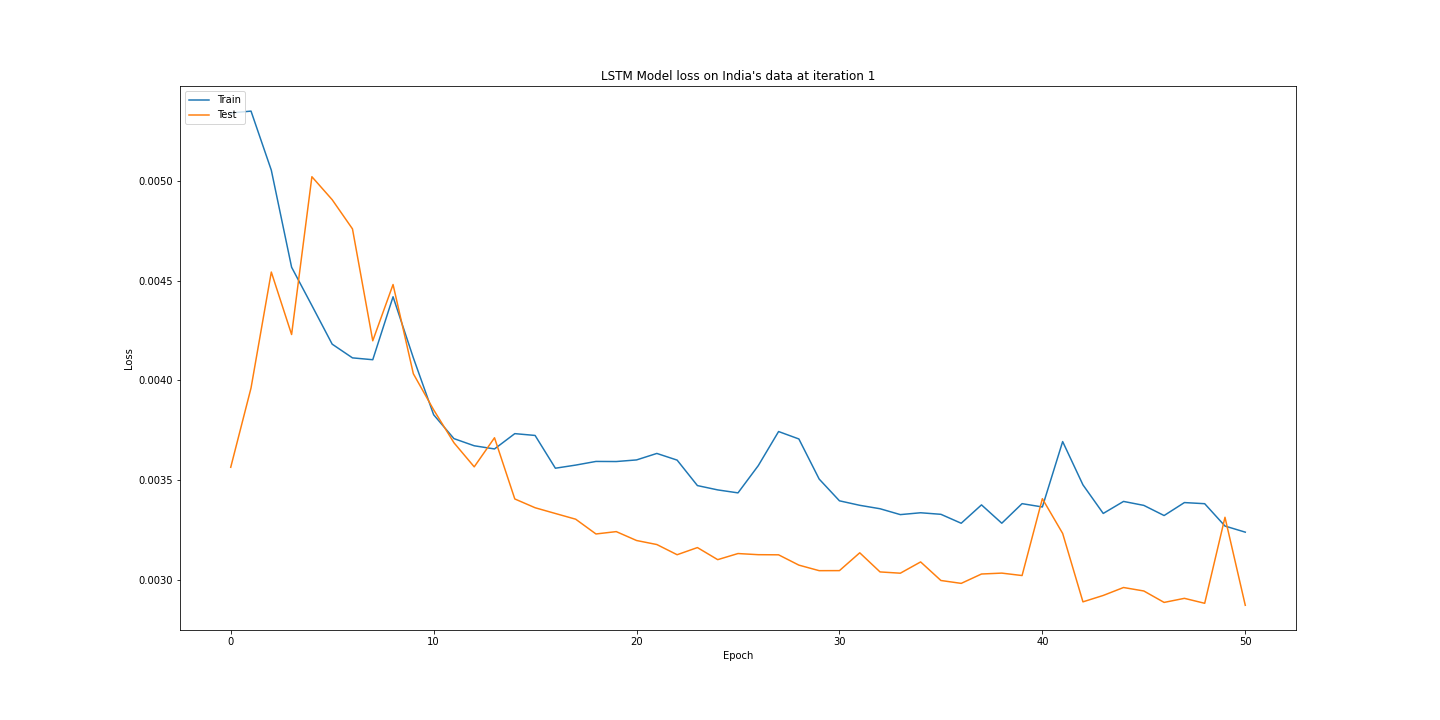 LSTM Model loss on India's data at iteration 1
Train
Test
0.0050
0.0045
0.0040
0.0035
0.0030
Loss
0 10 20 30 40 50
Epoch